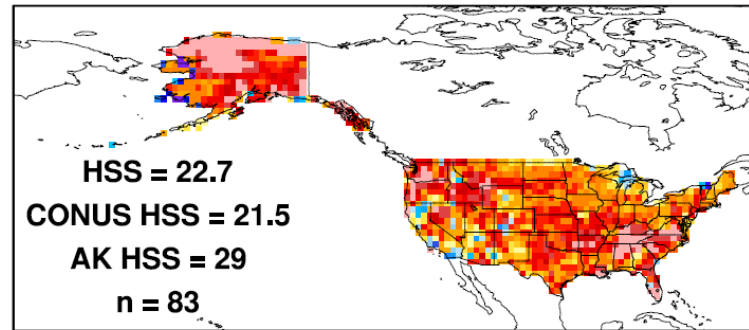 HSS = 22.7
CONUS HSS = 21.5
AK HSS = 29
n = 83